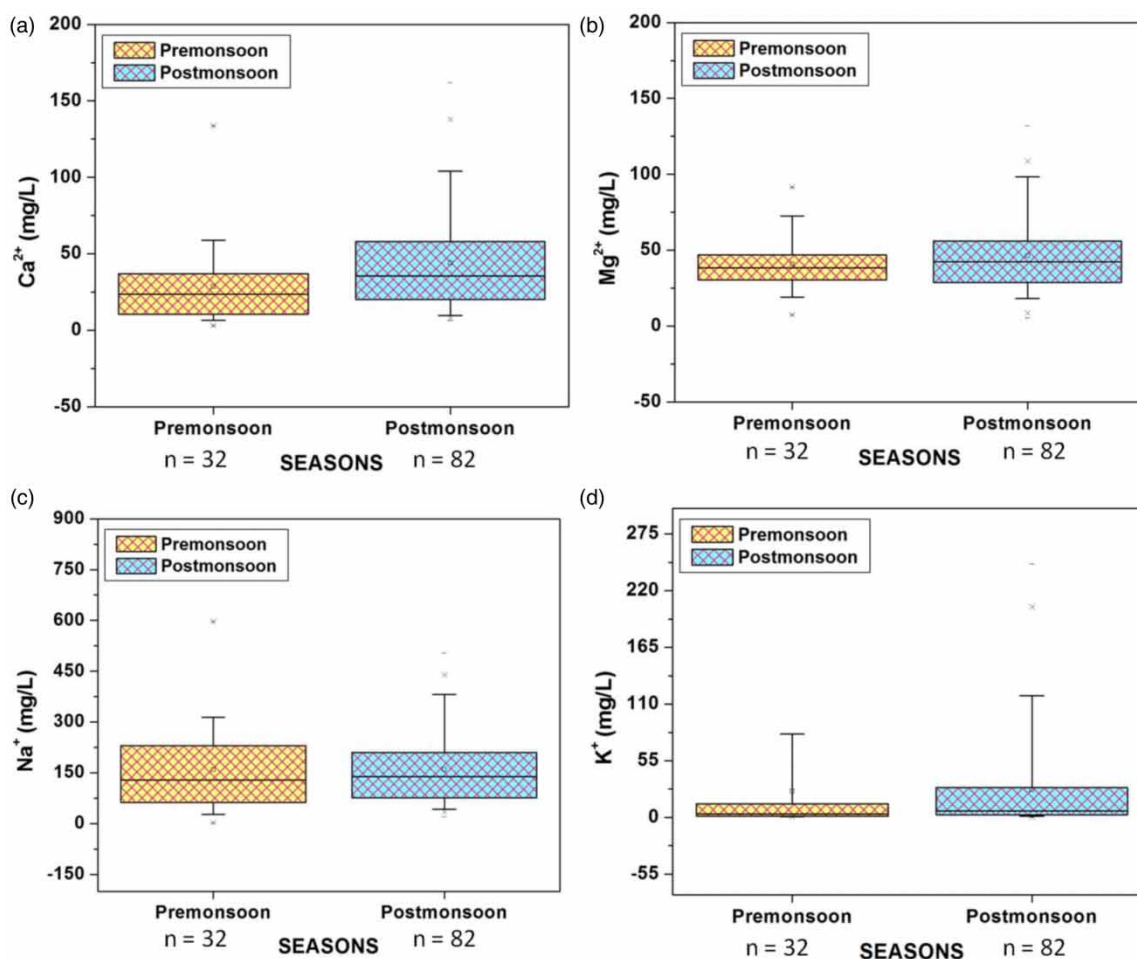 (a)
200
150
100
50
0
-50
Ca2+ (mg/L)
Premonsoon
Postmonsoon
Premonsoon Postmonsoon
n = 32 SEASONS n = 82
(b)
200
150
100
50
0
-50
Mg2+ (mg/L)
Premonsoon
Postmonsoon
Premonsoon Postmonsoon
n = 32 SEASONS n = 82
(c)
900
750
600
450
300
150
0
-150
Na+ (mg/L)
Premonsoon
Postmonsoon
Premonsoon Postmonsoon
n = 32 SEASONS n = 82
(d)
275
220
165
110
55
0
-55
K+ (mg/L)
Premonsoon
Postmonsoon
Premonsoon Postmonsoon
n = 32 SEASONS n = 82